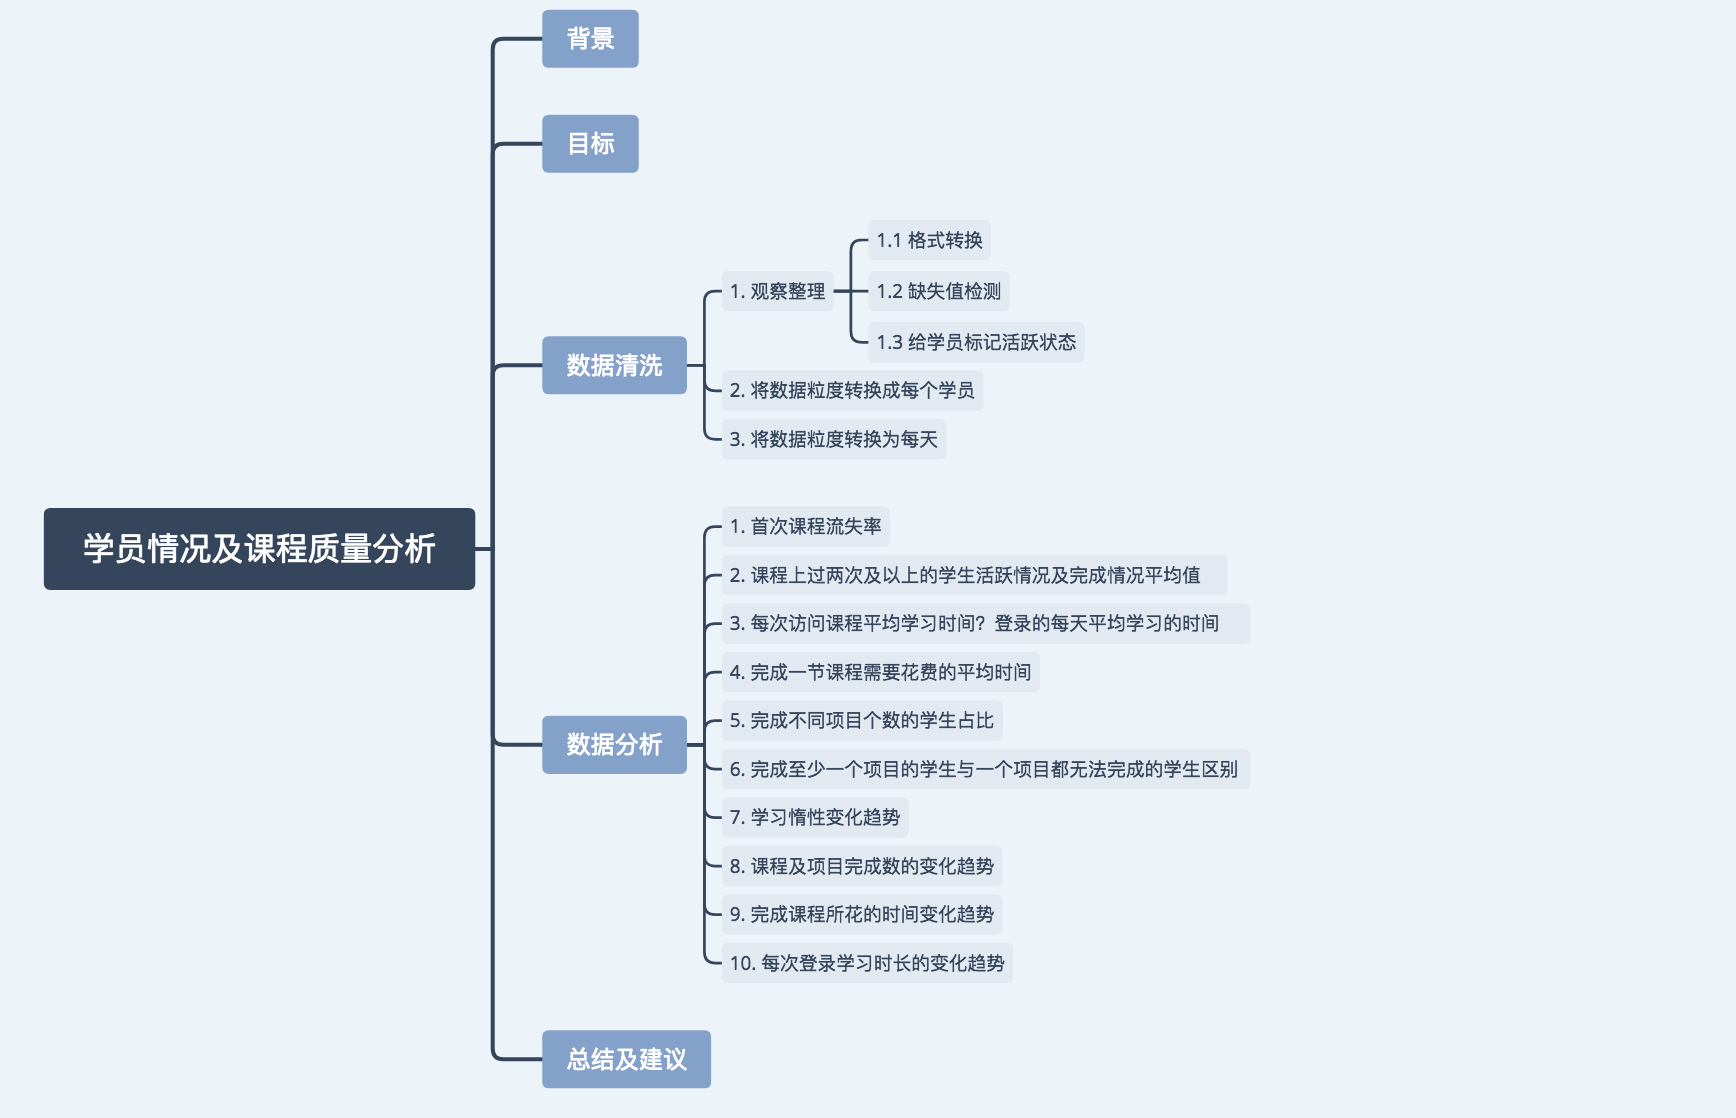 背景
目标
1.1 格式转换
1. 观察整理
1.2 缺失值检测
1.3 给学员标记活跃状态
数据清洗
2. 将数据粒度转换成每个学员
3. 将数据粒度转换为每天
学员情况及课程质量分析
1. 首次课程流失率
2. 课程上过两次及以上的学生活跃情况及完成情况平均值
3. 每次访问课程平均学习时间？登录的每天平均学习的时间
4. 完成一节课程需要花费的平均时间
5. 完成不同项目个数的学生占比
数据分析
6. 完成至少一个项目的学生与一个项目都无法完成的学生区别
7. 学习惰性变化趋势
8. 课程及项目完成数的变化趋势
9. 完成课程所花的时间变化趋势
10. 每次登录学习时长的变化趋势
总结及建议